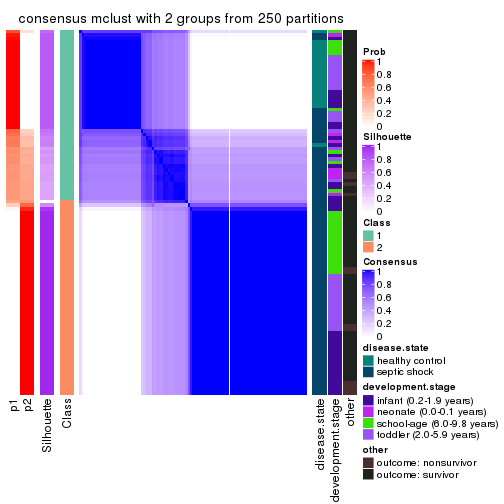 consensus mclust with 2 groups from 250 partitions
Prob
1
0.8
0.6
0.4
0.2
0
Silhouette
1
0.8
0.6
0.4
0.2
0
Class
1
2
Consensus
1
0.8
0.6
0.4
0.2
0
disease.state
healthy control
septic shock
development.stage
infant (0.2-1.9 years)
neonate (0.0-0.1 years)
school-age (6.0-9.8 years)
toddler (2.0-5.9 years)
other
outcome: nonsurvivor
outcome: survivor
p1
p2
Silhouette
Class
disease.state
development.stage
other